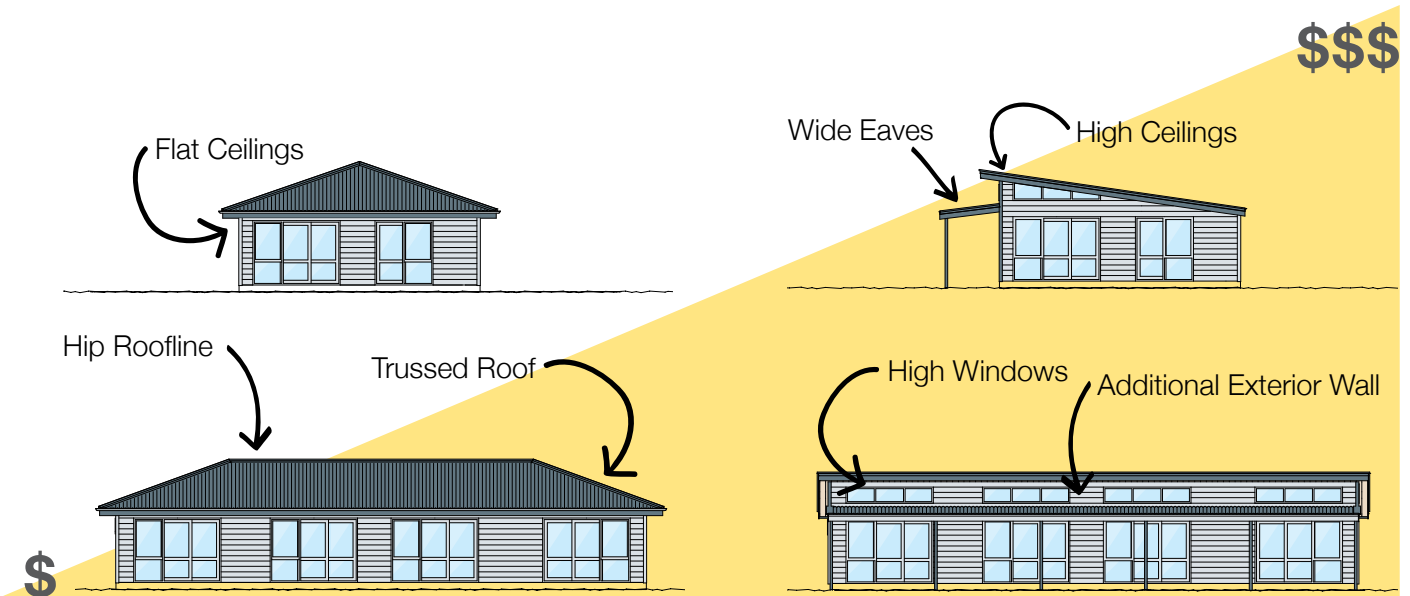 $$$
Wide Eaves
High Ceilings
Flat Ceilings
Hip Roofline
Trussed Roof
High Windows
Additional Exterior Wall
$